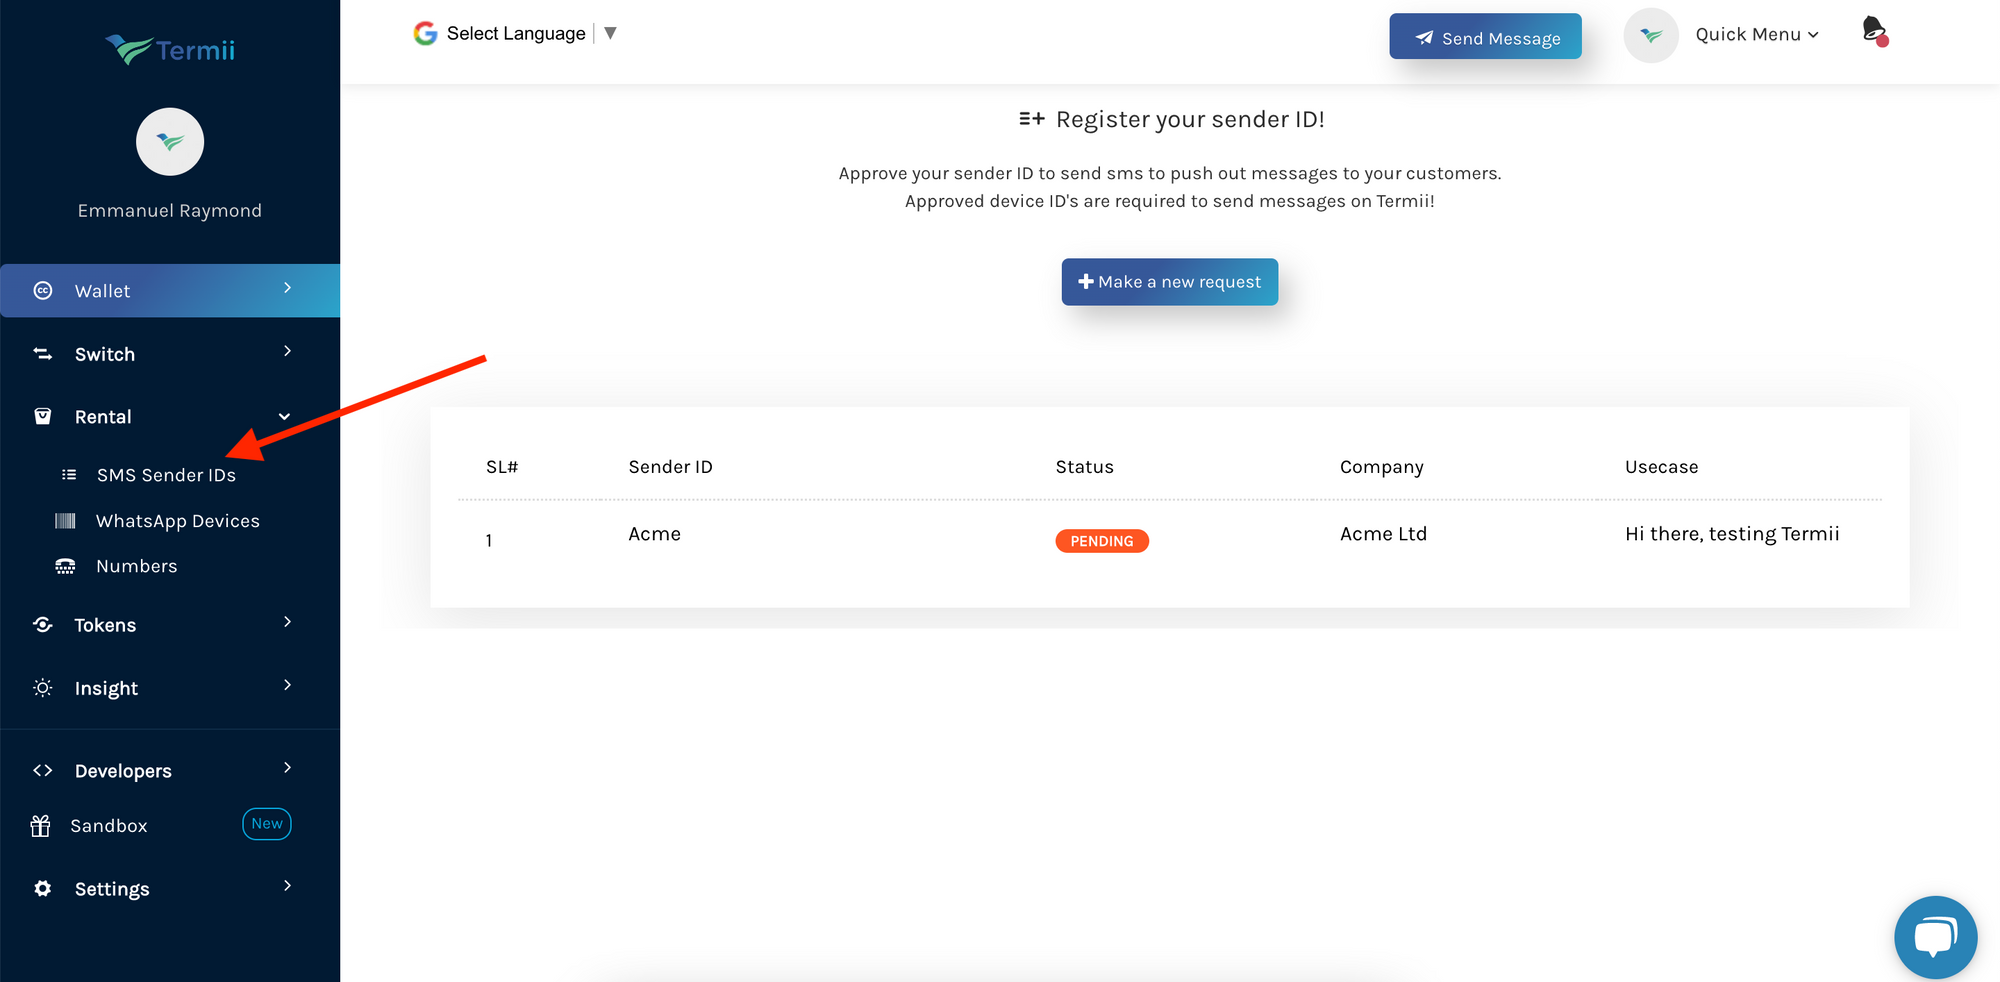 Termii
Emmanuel Raymond
Wallet
Switch
Rental
SMS Sender IDs
WhatsApp Devices
Numbers
Tokens
Insight
Developers
Sandbox New
Settings
Select Language ▼
Send Message
Quick Menu
Register your sender ID!
Approve your sender ID to send sms to push out messages to your customers.
Approved device ID's are required to send messages on Termii!
Make a new request
SL# Sender ID Status Company Usecase
1 Acme PENDING Acme Ltd Hi there, testing Termii